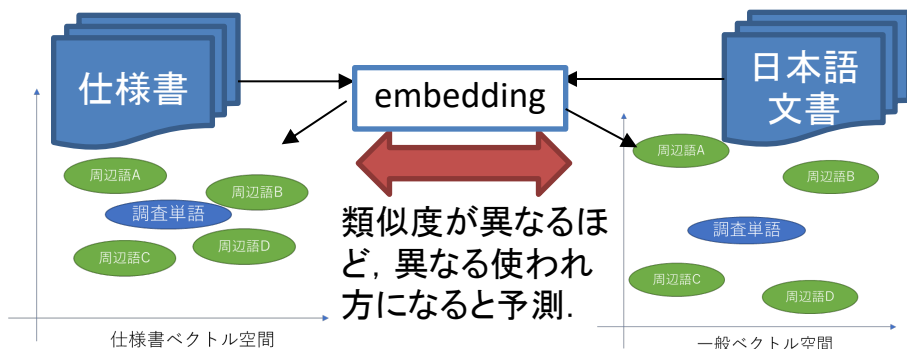 仕様書
embedding
日本語
文書
周辺語A
周辺語B
調査単語
周辺語C
周辺語D
仕様書ベクトル空間
類似度が異なるほ
ど，異なる使われ
方になると予測．
周辺語A
周辺語B
調査単語
周辺語C
周辺語D
一般ベクトル空間